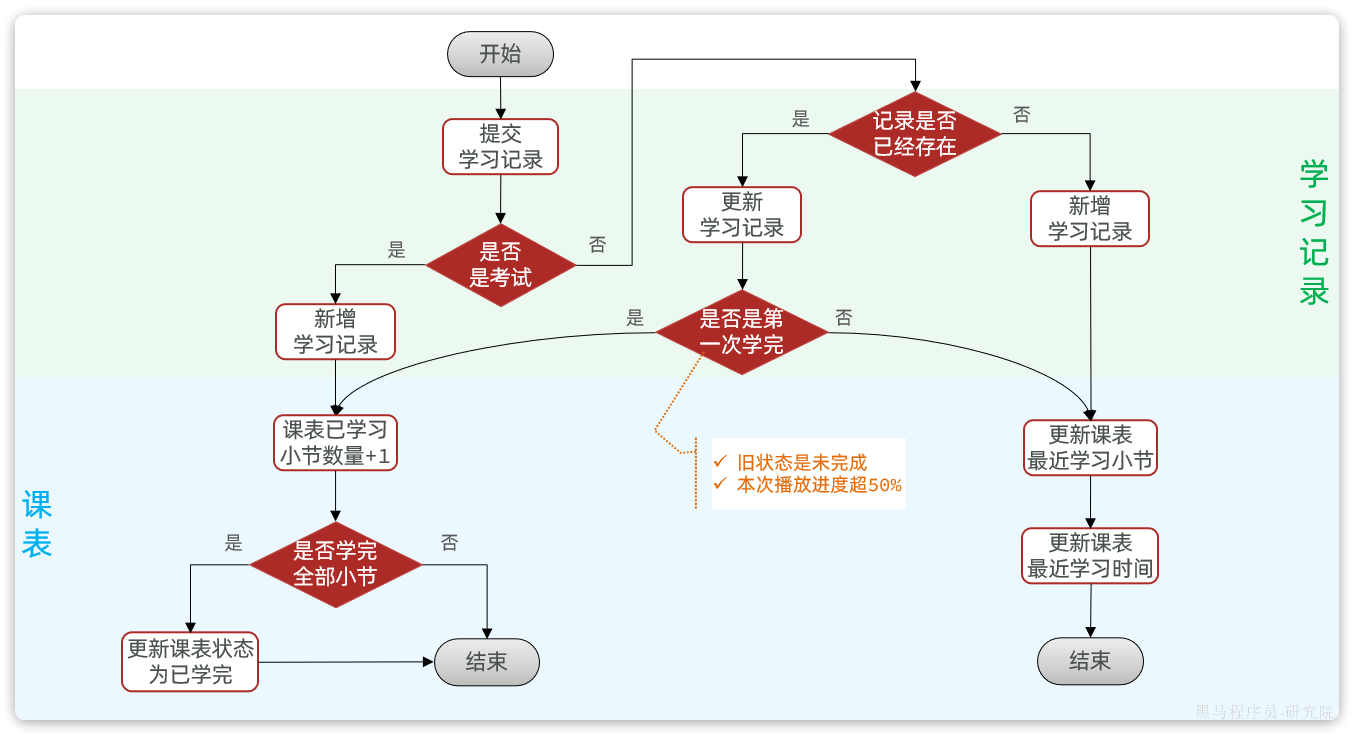 开始
提交
学习记录
是否
是考试
是
否
新增
学习记录
记录是否
已经存在
是
否
更新
学习记录
新增
学习记录
是否是第
一次学完
是
否
学
习
记
录
课表已学习
小节数量+1
旧状态是未完成
本次播放进度超50%
更新课表
最近学习小节
课
表
是否学完
全部小节
是
否
更新课表
最近学习时间
更新课表状态
为已学完
结束
结束
黑马程序员-研究院